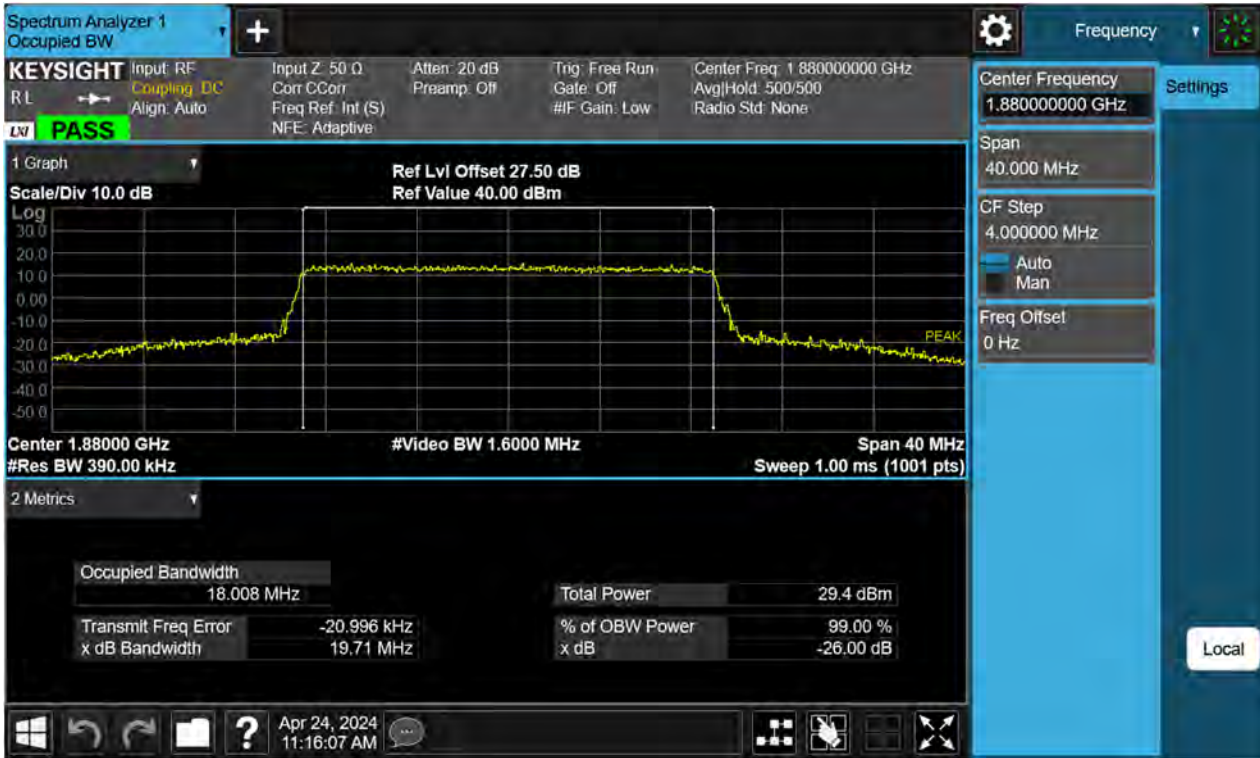 Spectrum Analyzer 1
Occupied BW
+
Frequency
KEYSIGHT
R L
LXI PASS
Input: RF
Coupling: DC
Align: Auto
Input Z: 50 Ω
Corr CCorr
Freq Ref: Int (S)
NFE: Adaptive
Atten: 20 dB
Preamp: Off
Trig: Free Run
Gate: Off
#IF Gain: Low
Center Freq: 1.880000000 GHz
Avg|Hold: 500/500
Radio Std: None
Center Frequency
1.880000000 GHz
Settings
Span
40.000 MHz
CF Step
4.000000 MHz
Auto
Man
Freq Offset
0 Hz
Local
1 Graph
Scale/Div 10.0 dB
Ref Lvl Offset 27.50 dB
Ref Value 40.00 dBm
Log
30.0
20.0
10.0
0.00
-10.0
-20.0
-30.0
-40.0
-50.0
PEAK
Center 1.88000 GHz
#Video BW 1.6000 MHz
Span 40 MHz
#Res BW 390.00 kHz
Sweep 1.00 ms (1001 pts)
2 Metrics
Occupied Bandwidth
18.008 MHz
Total Power 29.4 dBm
Transmit Freq Error -20.996 kHz
% of OBW Power 99.00 %
x dB Bandwidth 19.71 MHz
x dB -26.00 dB
?
Apr 24, 2024
11:16:07 AM